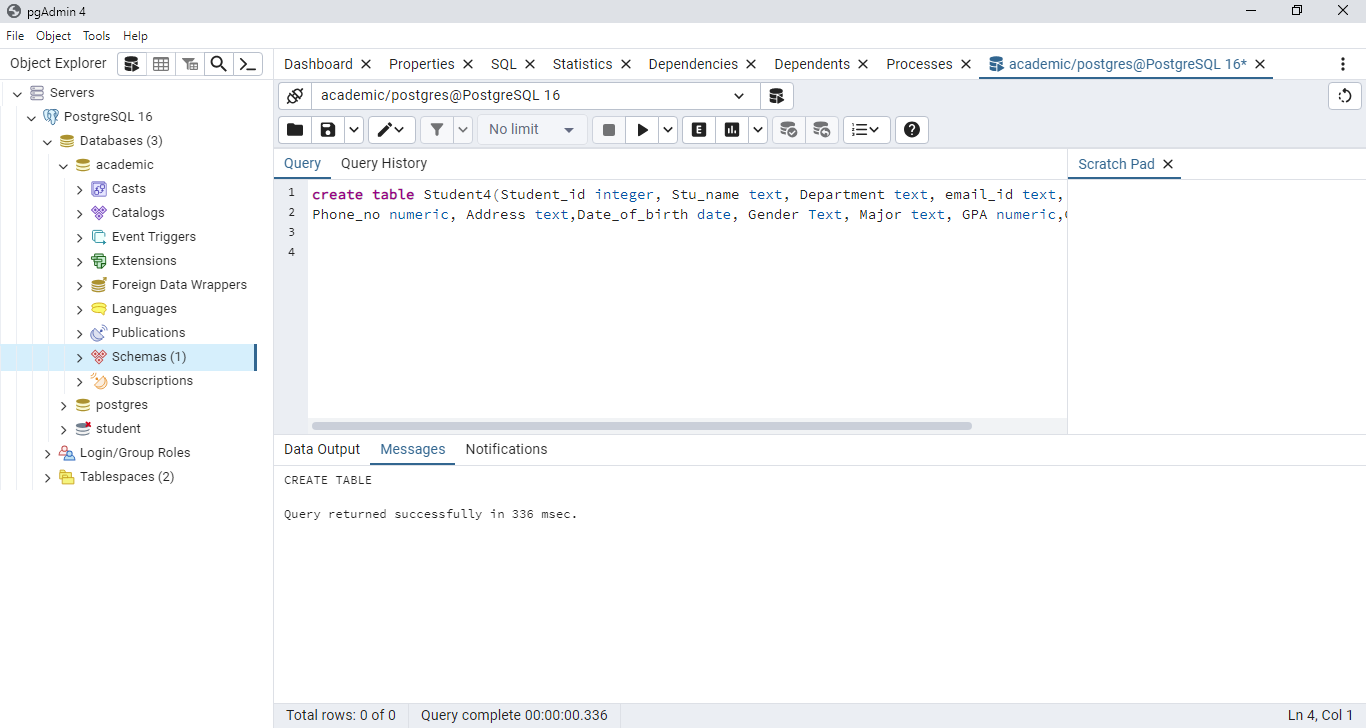 pgAdmin 4
File Object Tools Help
Object Explorer
Dashboard Properties SQL Statistics Dependencies Dependents Processes academic/postgres@PostgreSQL 16*
Servers
PostgreSQL 16
Databases (3)
academic
Casts
Catalogs
Event Triggers
Extensions
Foreign Data Wrappers
Languages
Publications
Schemas (1)
Subscriptions
postgres
student
Login/Group Roles
Tablespaces (2)
academic/postgres@PostgreSQL 16
No limit
E
Query Query History
Scratch Pad
1 create table Student4(Student_id integer, Stu_name text, Department text, email_id text,
2 Phone_no numeric, Address text,Date_of_birth date, Gender Text, Major text, GPA numeric,
3
4
Data Output Messages Notifications
CREATE TABLE
Query returned successfully in 336 msec.
Total rows: 0 of 0 Query complete 00:00:00.336 Ln 4, Col 1